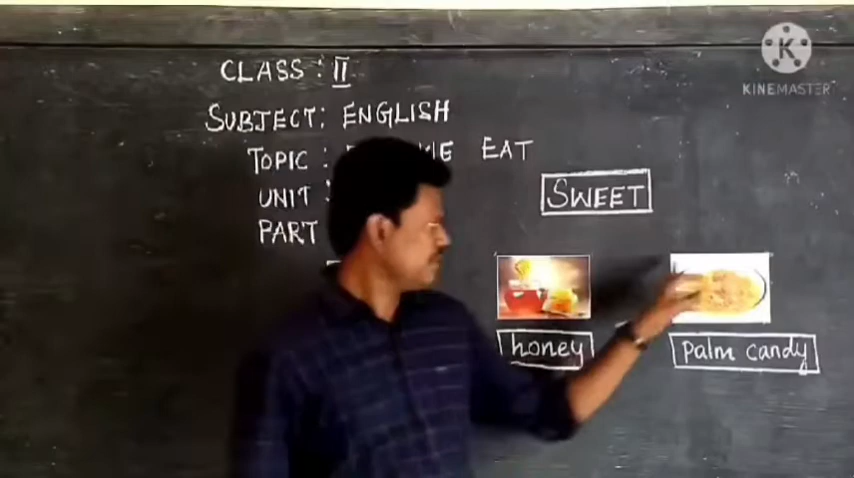 CLASS : II
SUBJECT: ENGLISH
TOPIC : EAT
UNIT :
PART
SWEET
honey
palm candy
K
KINEMASTER